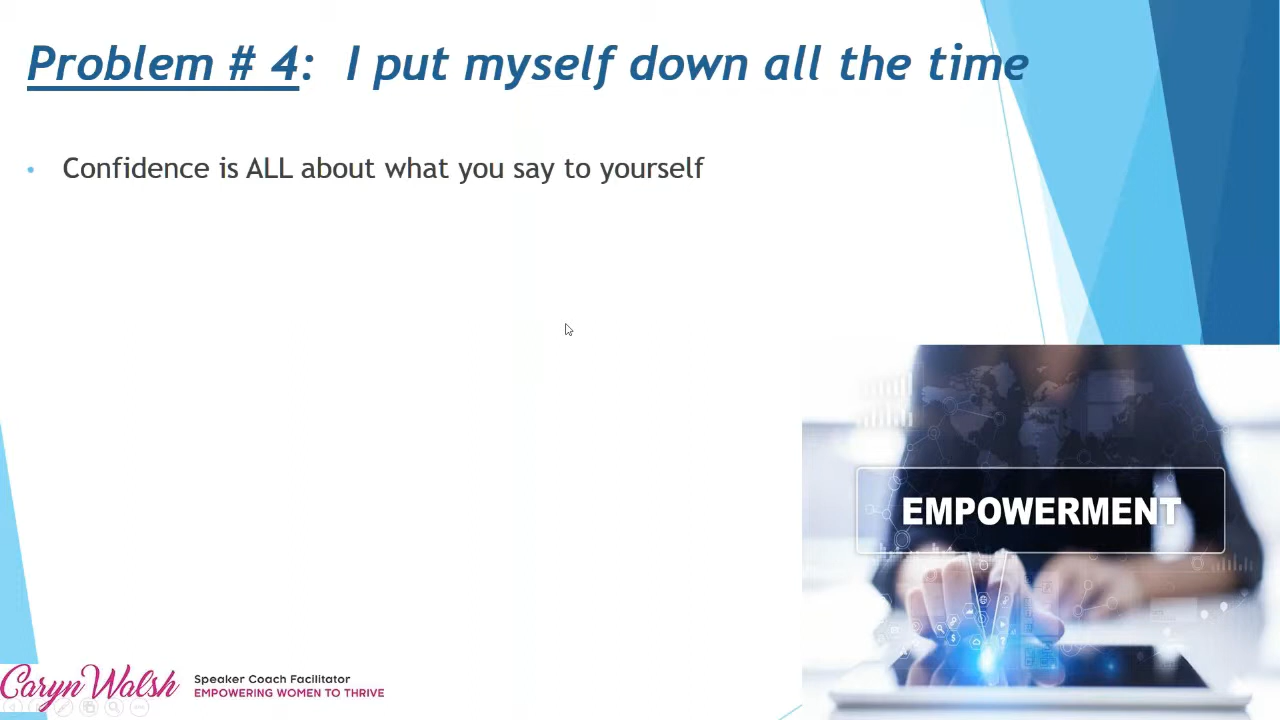 Problem # 4: I put myself down all the time
• Confidence is ALL about what you say to yourself
EMPOWERMENT
Caryn Walsh
Speaker Coach Facilitator
EMPOWERING WOMEN TO THRIVE